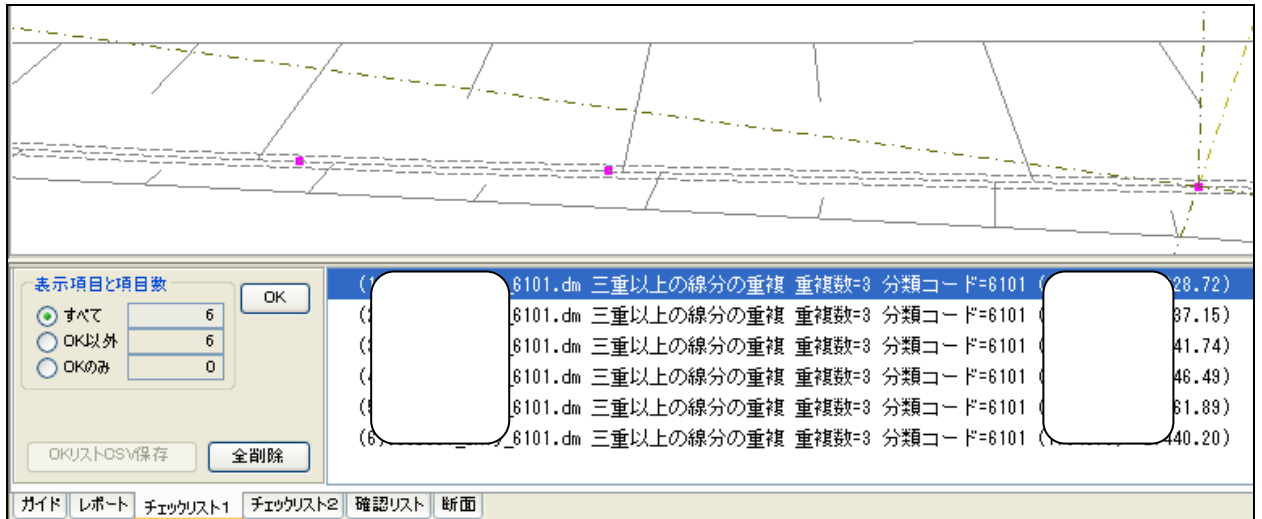 表示項目と項目数
すべて 6
OK以外 6
OKのみ 0
OK
OKリストCSV保存
全削除
(1 _6101.dm 三重以上の線分の重複 重複数=3 分類コード=6101 ( 28.72)
( _6101.dm 三重以上の線分の重複 重複数=3 分類コード=6101 ( 37.15)
( _6101.dm 三重以上の線分の重複 重複数=3 分類コード=6101 ( 41.74)
( _6101.dm 三重以上の線分の重複 重複数=3 分類コード=6101 ( 46.49)
( _6101.dm 三重以上の線分の重複 重複数=3 分類コード=6101 ( 61.89)
(6) _6101.dm 三重以上の線分の重複 重複数=3 分類コード=6101 ( 440.20)
ガイド レポート チェックリスト1 チェックリスト2 確認リスト 断面